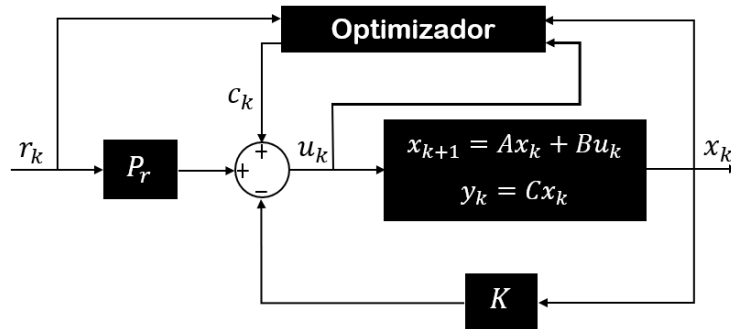 Optimizador
c_k
r_k
P_r
+
+
−
u_k
x_{k+1} = Ax_k + Bu_k
y_k = Cx_k
x_k
K